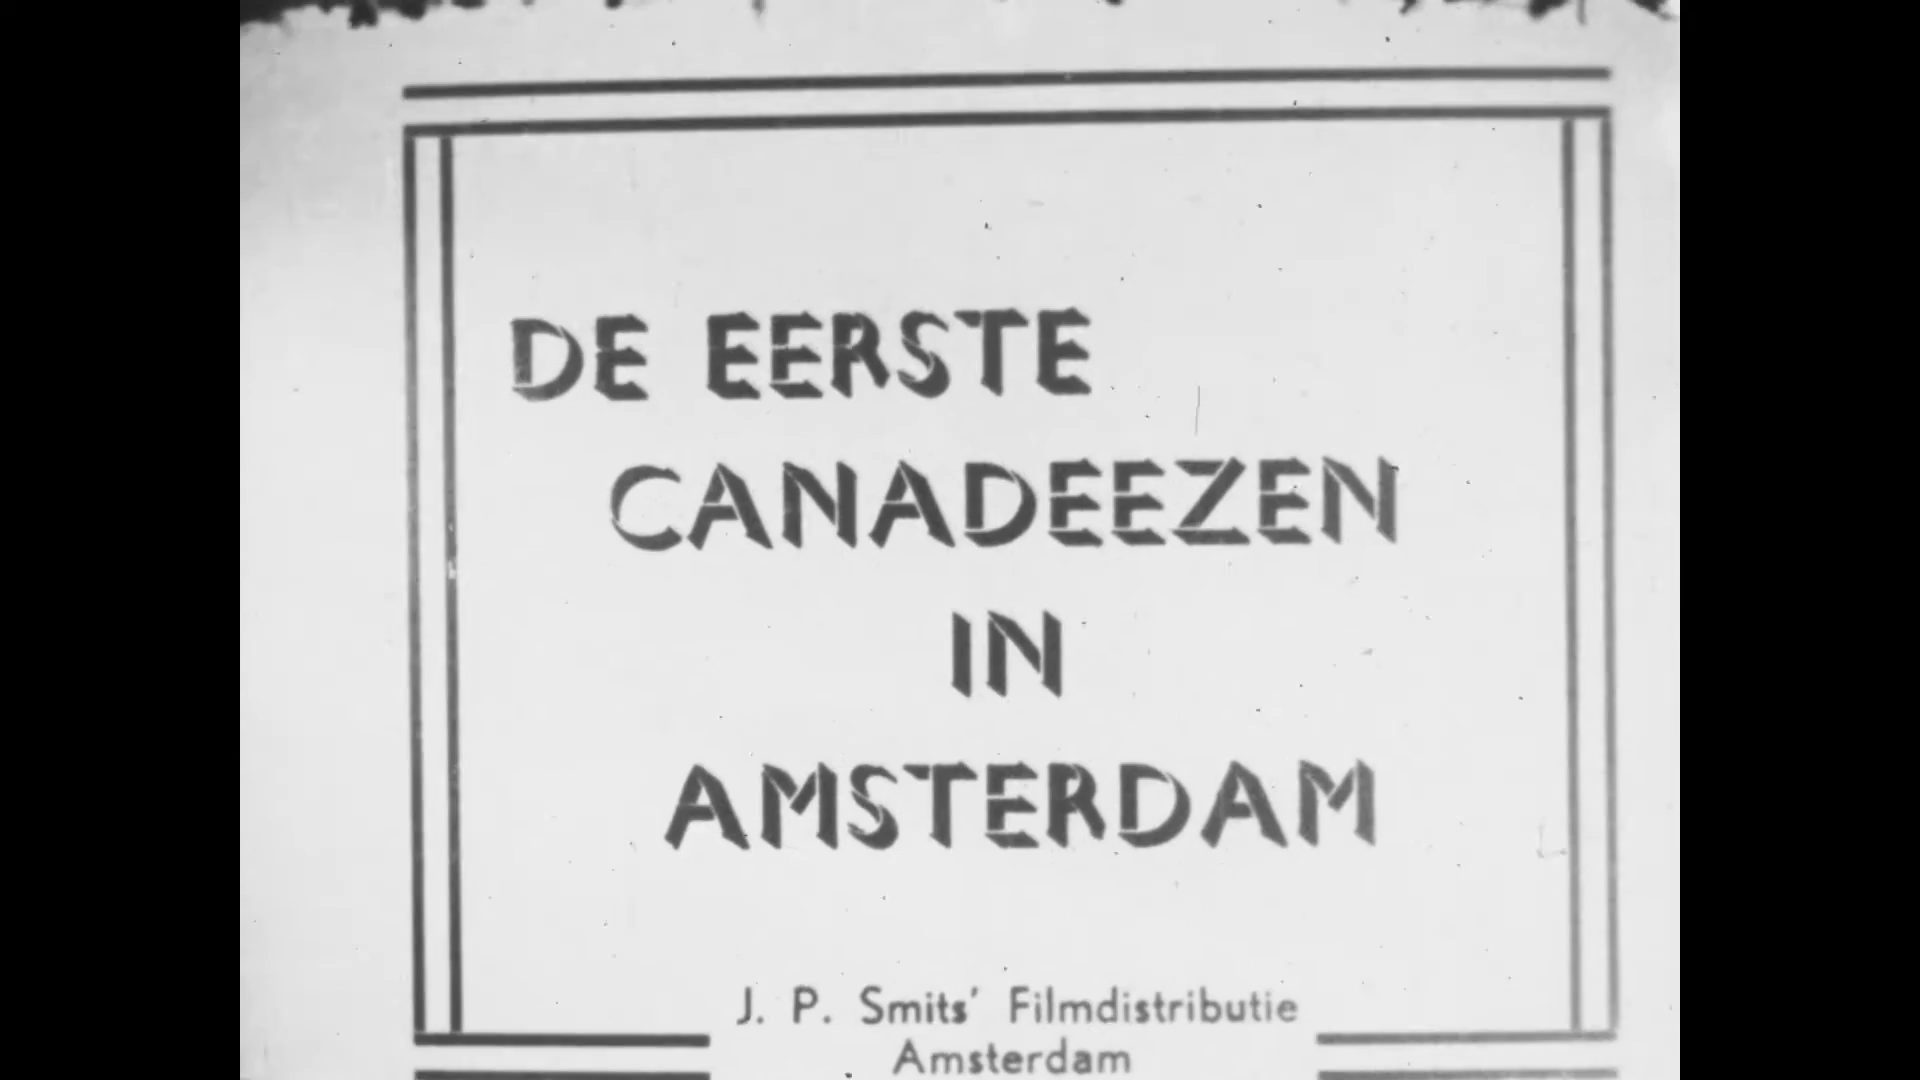 DE EERSTE
CANADEEZEN
IN
AMSTERDAM
J. P. Smits' Filmdistributie
Amsterdam